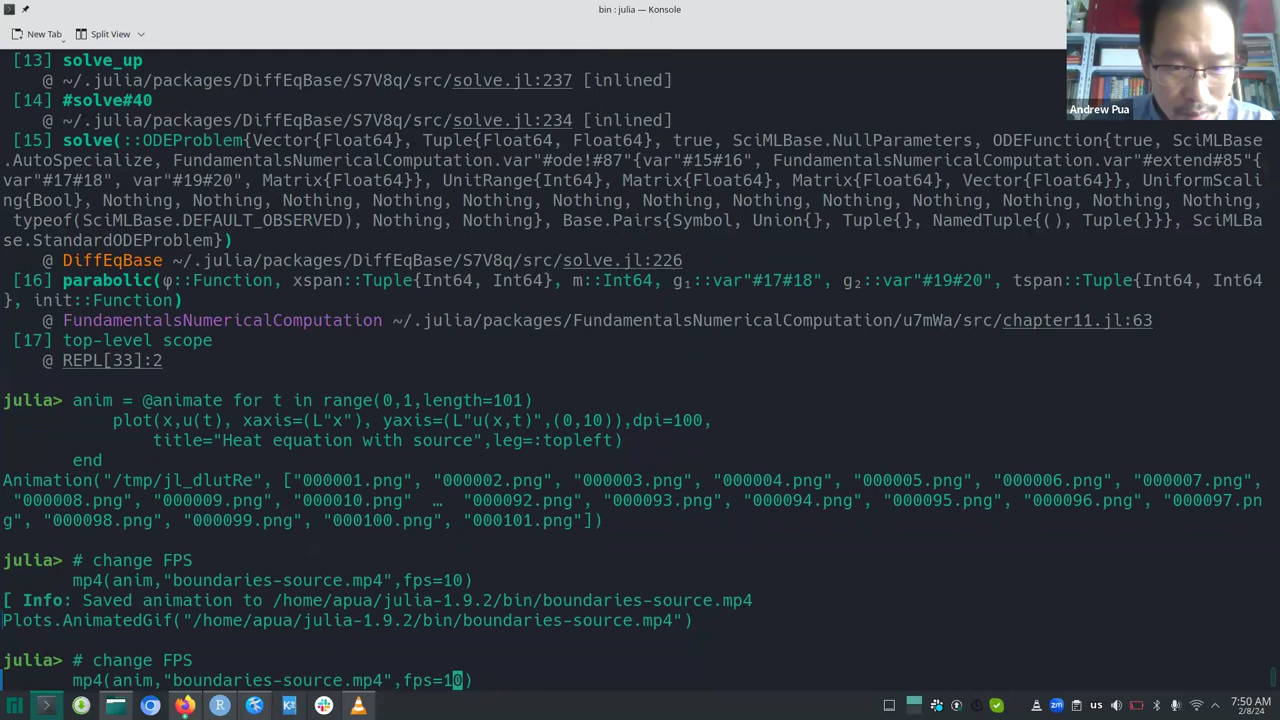 bin : julia — Konsole
New Tab
Split View
Andrew Pua
[13] solve_up
@ ~/.julia/packages/DiffEqBase/S7V8q/src/solve.jl:237 [inlined]
[14] #solve#40
@ ~/.julia/packages/DiffEqBase/S7V8q/src/solve.jl:234 [inlined]
[15] solve(::ODEProblem{Vector{Float64}, Tuple{Float64, Float64}, true, SciMLBase.NullParameters, ODEFunction{true, SciMLBase
.AutoSpecialize, FundamentalsNumericalComputation.var"#ode!#87"{var"#15#16", FundamentalsNumericalComputation.var"#extend#85"{
var"#17#18", var"#19#20", Matrix{Float64}}, UnitRange{Int64}, Matrix{Float64}, Matrix{Float64}, Vector{Float64}}, UniformScali
ng{Bool}, Nothing, Nothing, Nothing, Nothing, Nothing, Nothing, Nothing, Nothing, Nothing, Nothing, Nothing, Nothing, Nothing,
typeof(SciMLBase.DEFAULT_OBSERVED), Nothing, Nothing}, Base.Pairs{Symbol, Union{}, Tuple{}, NamedTuple{(), Tuple{}}}, SciMLBa
se.StandardODEProblem})
@ DiffEqBase ~/.julia/packages/DiffEqBase/S7V8q/src/solve.jl:226
[16] parabolic(φ::Function, xspan::Tuple{Int64, Int64}, m::Int64, g₁::var"#17#18", g₂::var"#19#20", tspan::Tuple{Int64, Int64
}, init::Function)
@ FundamentalsNumericalComputation ~/.julia/packages/FundamentalsNumericalComputation/u7mWa/src/chapter11.jl:63
[17] top-level scope
@ REPL[33]:2
julia> anim = @animate for t in range(0,1,length=101)
plot(x,u(t), xaxis=(L"x"), yaxis=(L"u(x,t)",(0,10)),dpi=100,
title="Heat equation with source",leg=:topleft)
end
Animation("/tmp/jl_dlutRe", ["000001.png", "000002.png", "000003.png", "000004.png", "000005.png", "000006.png", "000007.png",
"000008.png", "000009.png", "000010.png" … "000092.png", "000093.png", "000094.png", "000095.png", "000096.png", "000097.pn
g", "000098.png", "000099.png", "000100.png", "000101.png"])
julia> # change FPS
mp4(anim,"boundaries-source.mp4",fps=10)
[ Info: Saved animation to /home/apua/julia-1.9.2/bin/boundaries-source.mp4
Plots.AnimatedGif("/home/apua/julia-1.9.2/bin/boundaries-source.mp4")
julia> # change FPS
mp4(anim,"boundaries-source.mp4",fps=10)
us
7:50 AM
2/8/24